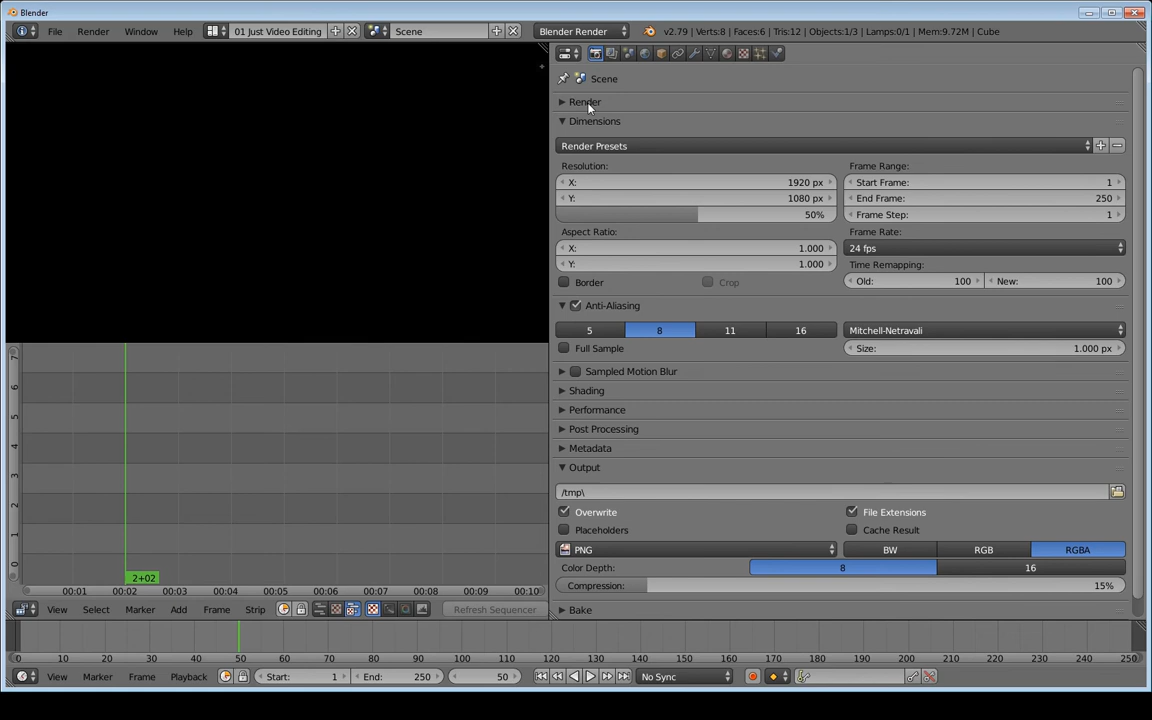 Blender
File Render Window Help 01 Just Video Editing Scene Blender Render v2.79 | Verts:8 | Faces:6 | Tris:12 | Objects:1/3 | Lamps:0/1 | Mem:9.72M | Cube
Scene
Render
Dimensions
Render Presets
Resolution: Frame Range:
X: 1920 px Start Frame: 1
Y: 1080 px End Frame: 250
50% Frame Step: 1
Aspect Ratio: Frame Rate:
X: 1.000 24 fps
Y: 1.000 Time Remapping:
Border Crop Old: 100 New: 100
Anti-Aliasing
5 8 11 16 Mitchell-Netravali
Full Sample Size: 1.000 px
Sampled Motion Blur
Shading
Performance
Post Processing
Metadata
Output
/tmp\
Overwrite File Extensions
Placeholders Cache Result
PNG BW RGB RGBA
Color Depth: 8 16
Compression: 15%
Bake
7
6
5
4
3
2
1
0
2+02
00:01 00:02 00:03 00:04 00:05 00:06 00:07 00:08 00:09 00:10
View Select Marker Add Frame Strip Refresh Sequencer
0 10 20 30 40 50 60 70 80 90 100 110 120 130 140 150 160 170 180 190 200 210 220 230 240 250
View Marker Frame Playback Start: 1 End: 250 50 No Sync